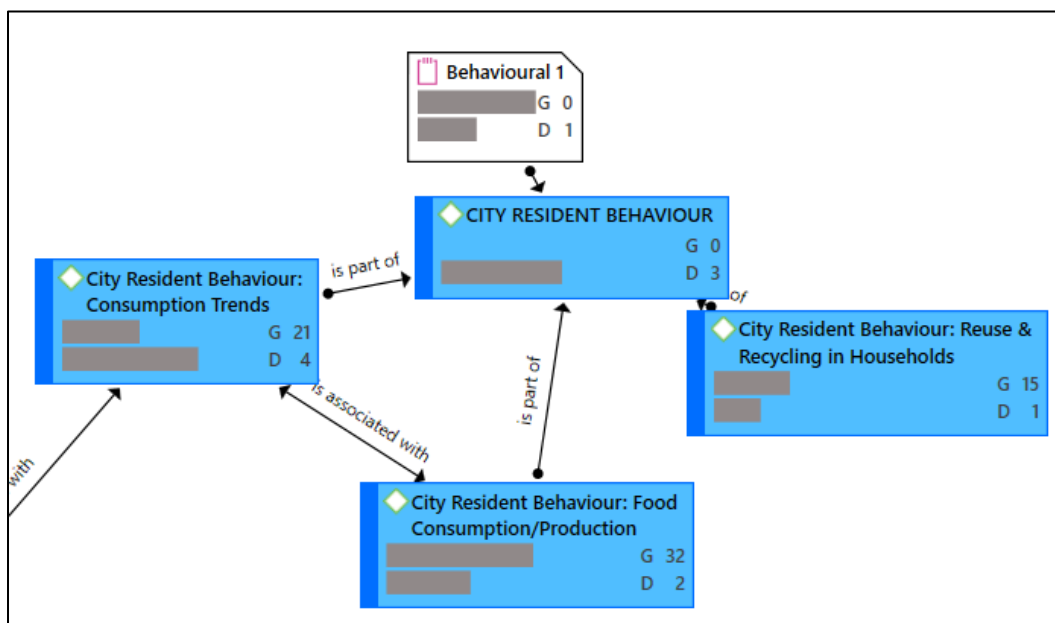 Behavioural 1
G 0
D 1
CITY RESIDENT BEHAVIOUR
G 0
D 3
is part of
City Resident Behaviour:
Consumption Trends
G 21
D 4
of
City Resident Behaviour: Reuse &
Recycling in Households
G 15
D 1
is part of
is associated with
with
City Resident Behaviour: Food
Consumption/Production
G 32
D 2